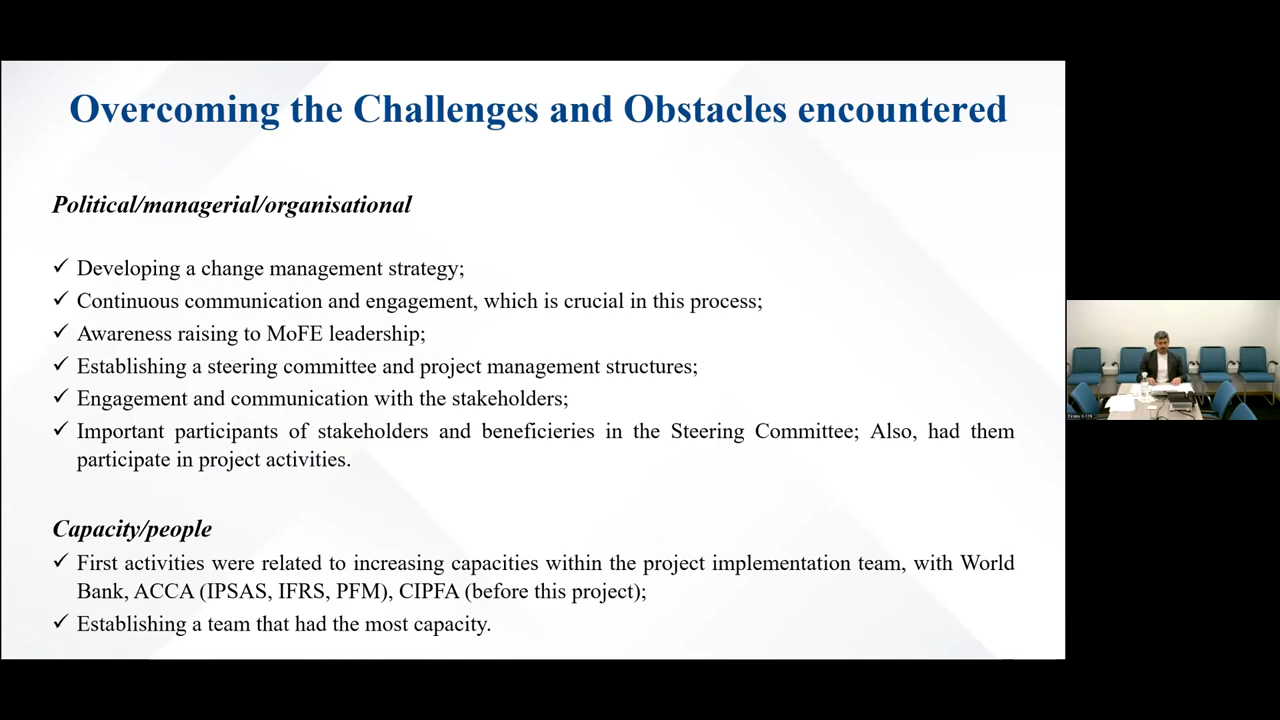 Overcoming the Challenges and Obstacles encountered
Political/managerial/organisational
✓ Developing a change management strategy;
✓ Continuous communication and engagement, which is crucial in this process;
✓ Awareness raising to MoFE leadership;
✓ Establishing a steering committee and project management structures;
✓ Engagement and communication with the stakeholders;
✓ Important participants of stakeholders and beneficieries in the Steering Committee; Also, had them
participate in project activities.
Capacity/people
✓ First activities were related to increasing capacities within the project implementation team, with World
Bank, ACCA (IPSAS, IFRS, PFM), CIPFA (before this project);
✓ Establishing a team that had the most capacity.